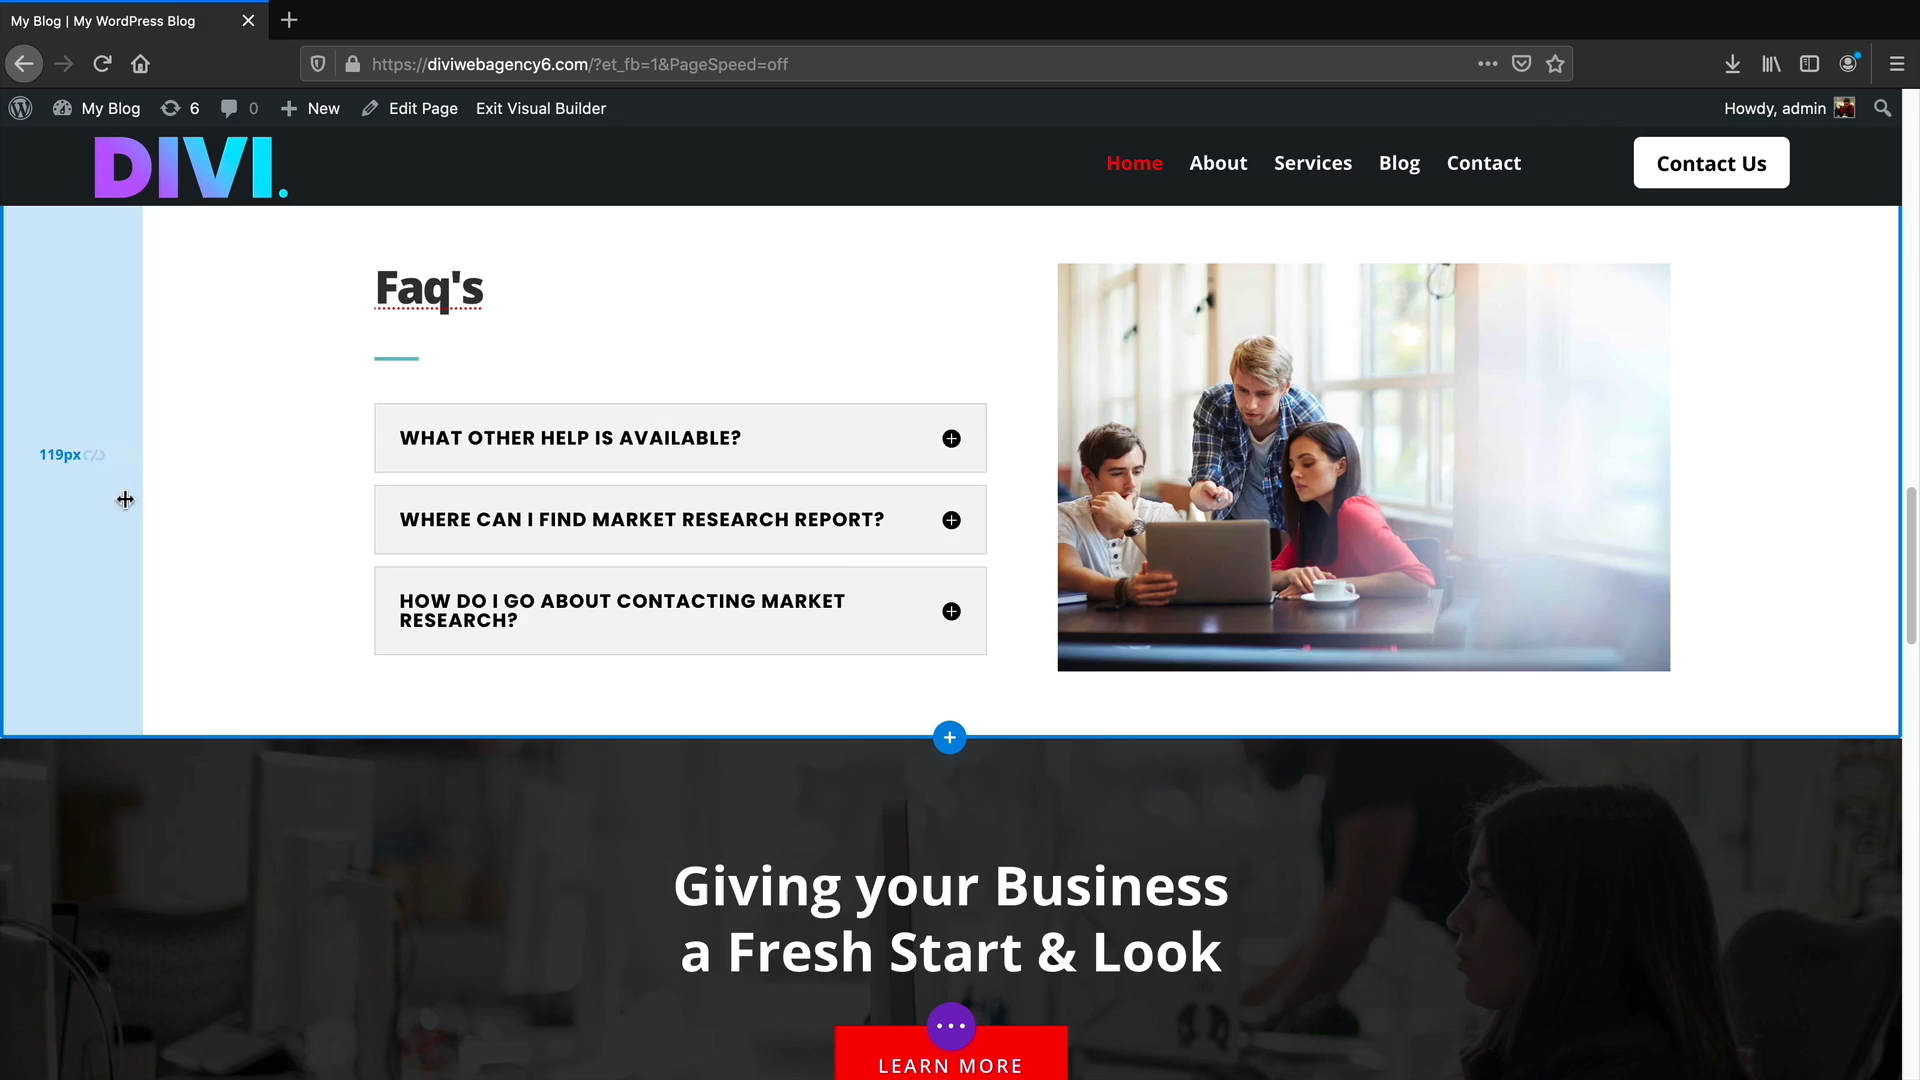 My Blog | My WordPress Blog
https://diviwebagency6.com/?et_fb=1&PageSpeed=off
My Blog 6 0 New Edit Page Exit Visual Builder Howdy, admin
DIVI. Home About Services Blog Contact Contact Us
Faq's
WHAT OTHER HELP IS AVAILABLE?
119px
WHERE CAN I FIND MARKET RESEARCH REPORT?
HOW DO I GO ABOUT CONTACTING MARKET
RESEARCH?
Giving your Business
a Fresh Start & Look
LEARN MORE